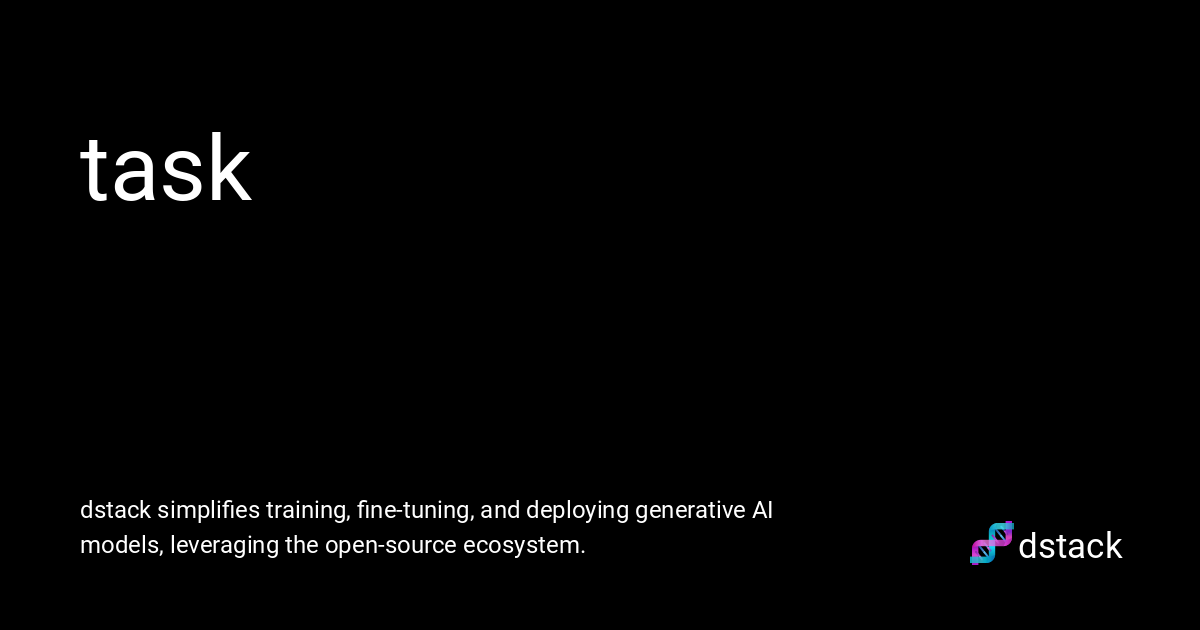 task
dstack simplifies training, fine-tuning, and deploying generative AI
models, leveraging the open-source ecosystem.
dstack